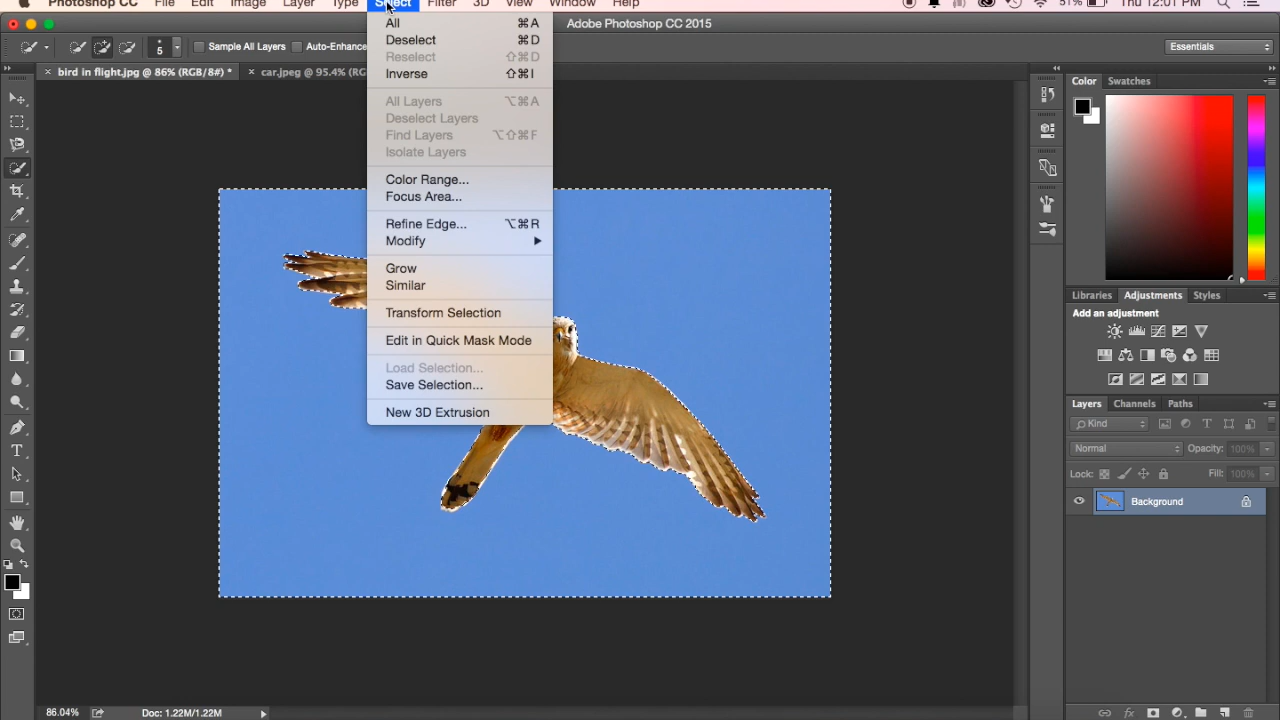 Photoshop CC File Edit Image Layer Type Select Filter 3D View Window Help 51% Thu 12:01 PM
Adobe Photoshop CC 2015
5 Sample All Layers Auto-Enhance Essentials
× bird in flight.jpg @ 86% (RGB/8#) * × car.jpeg @ 95.4% (RG
All ⌘A
Deselect ⌘D
Reselect ⇧⌘D
Inverse ⇧⌘I
All Layers ⌥⌘A
Deselect Layers
Find Layers ⌥⇧⌘F
Isolate Layers
Color Range...
Focus Area...
Refine Edge... ⌥⌘R
Modify
Grow
Similar
Transform Selection
Edit in Quick Mask Mode
Load Selection...
Save Selection...
New 3D Extrusion
Color Swatches
Libraries Adjustments Styles
Add an adjustment
Layers Channels Paths
Kind
Normal Opacity: 100%
Lock: Fill: 100%
Background
86.04% Doc: 1.22M/1.22M